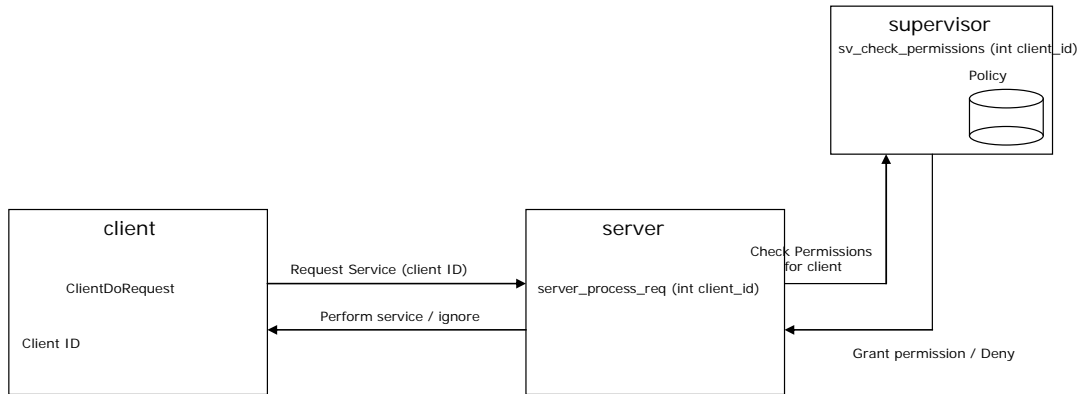 supervisor
sv_check_permissions (int client_id)
Policy
client
server
Check Permissions
for client
Request Service (client ID)
ClientDoRequest
server_process_req (int client_id)
Perform service / ignore
Client ID
Grant permission / Deny